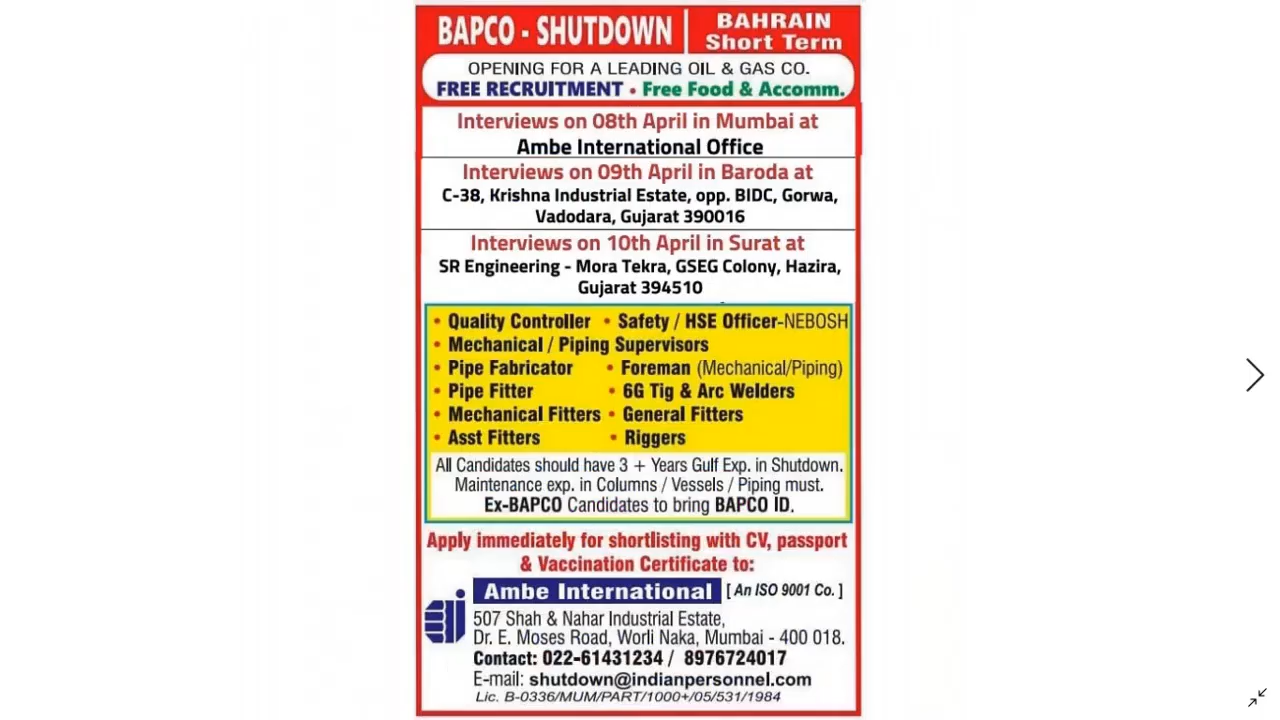 BAPCO - SHUTDOWN
BAHRAIN
Short Term
OPENING FOR A LEADING OIL & GAS CO.
FREE RECRUITMENT • Free Food & Accomm.
Interviews on 08th April in Mumbai at
Ambe International Office
Interviews on 09th April in Baroda at
C-38, Krishna Industrial Estate, opp. BIDC, Gorwa,
Vadodara, Gujarat 390016
Interviews on 10th April in Surat at
SR Engineering - Mora Tekra, GSEG Colony, Hazira,
Gujarat 394510
• Quality Controller • Safety / HSE Officer-NEBOSH
• Mechanical / Piping Supervisors
• Pipe Fabricator • Foreman (Mechanical/Piping)
• Pipe Fitter • 6G Tig & Arc Welders
• Mechanical Fitters • General Fitters
• Asst Fitters • Riggers
All Candidates should have 3 + Years Gulf Exp. in Shutdown.
Maintenance exp. in Columns / Vessels / Piping must.
Ex-BAPCO Candidates to bring BAPCO ID.
Apply immediately for shortlisting with CV, passport
& Vaccination Certificate to:
Ambe International [ An ISO 9001 Co. ]
507 Shah & Nahar Industrial Estate,
Dr. E. Moses Road, Worli Naka, Mumbai - 400 018.
Contact: 022-61431234 / 8976724017
E-mail: shutdown@indianpersonnel.com
Lic. B-0336/MUM/PART/1000+/05/531/1984